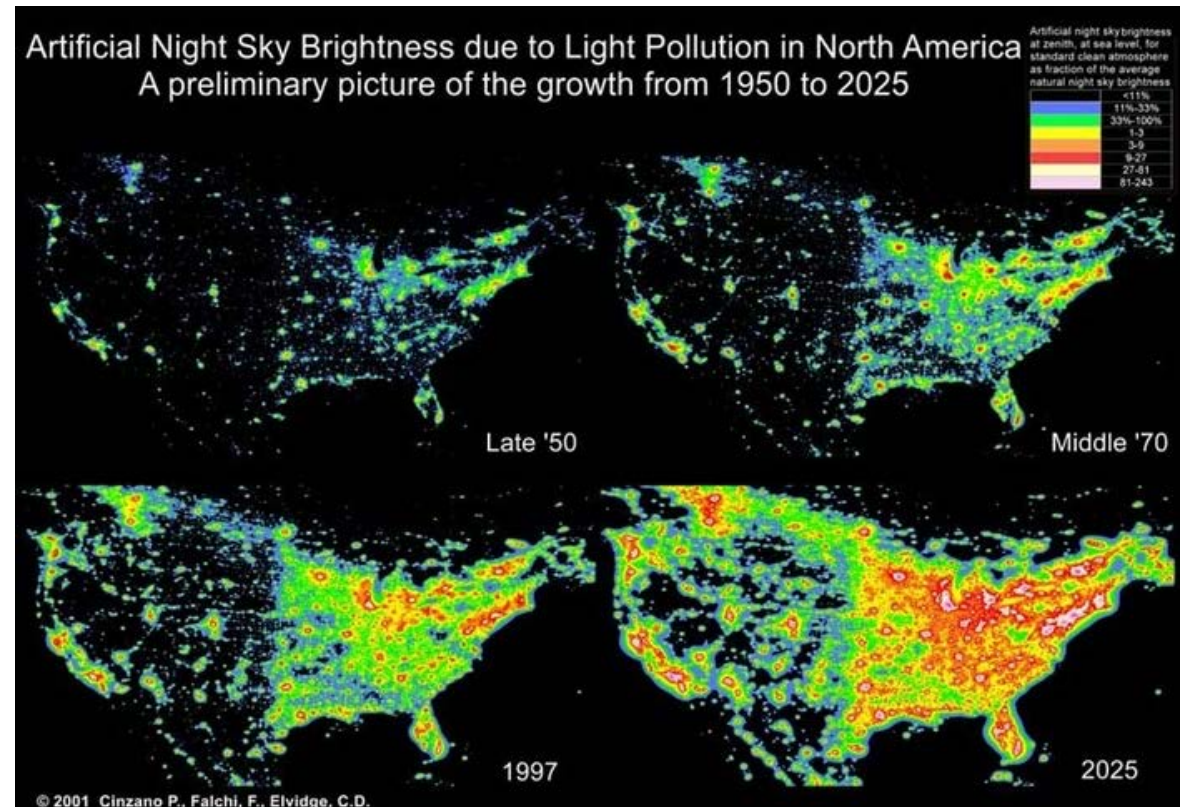 Artificial Night Sky Brightness due to Light Pollution in North America
A preliminary picture of the growth from 1950 to 2025
Artificial night sky brightness
at zenith, at sea level, for
standard clean atmosphere
as fraction of the average
natural night sky brightness
<11%
11%-33%
33%-100%
1-3
3-9
9-27
27-81
81-243
Late '50
Middle '70
1997
2025
© 2001 Cinzano P., Falchi, F., Elvidge, C.D.